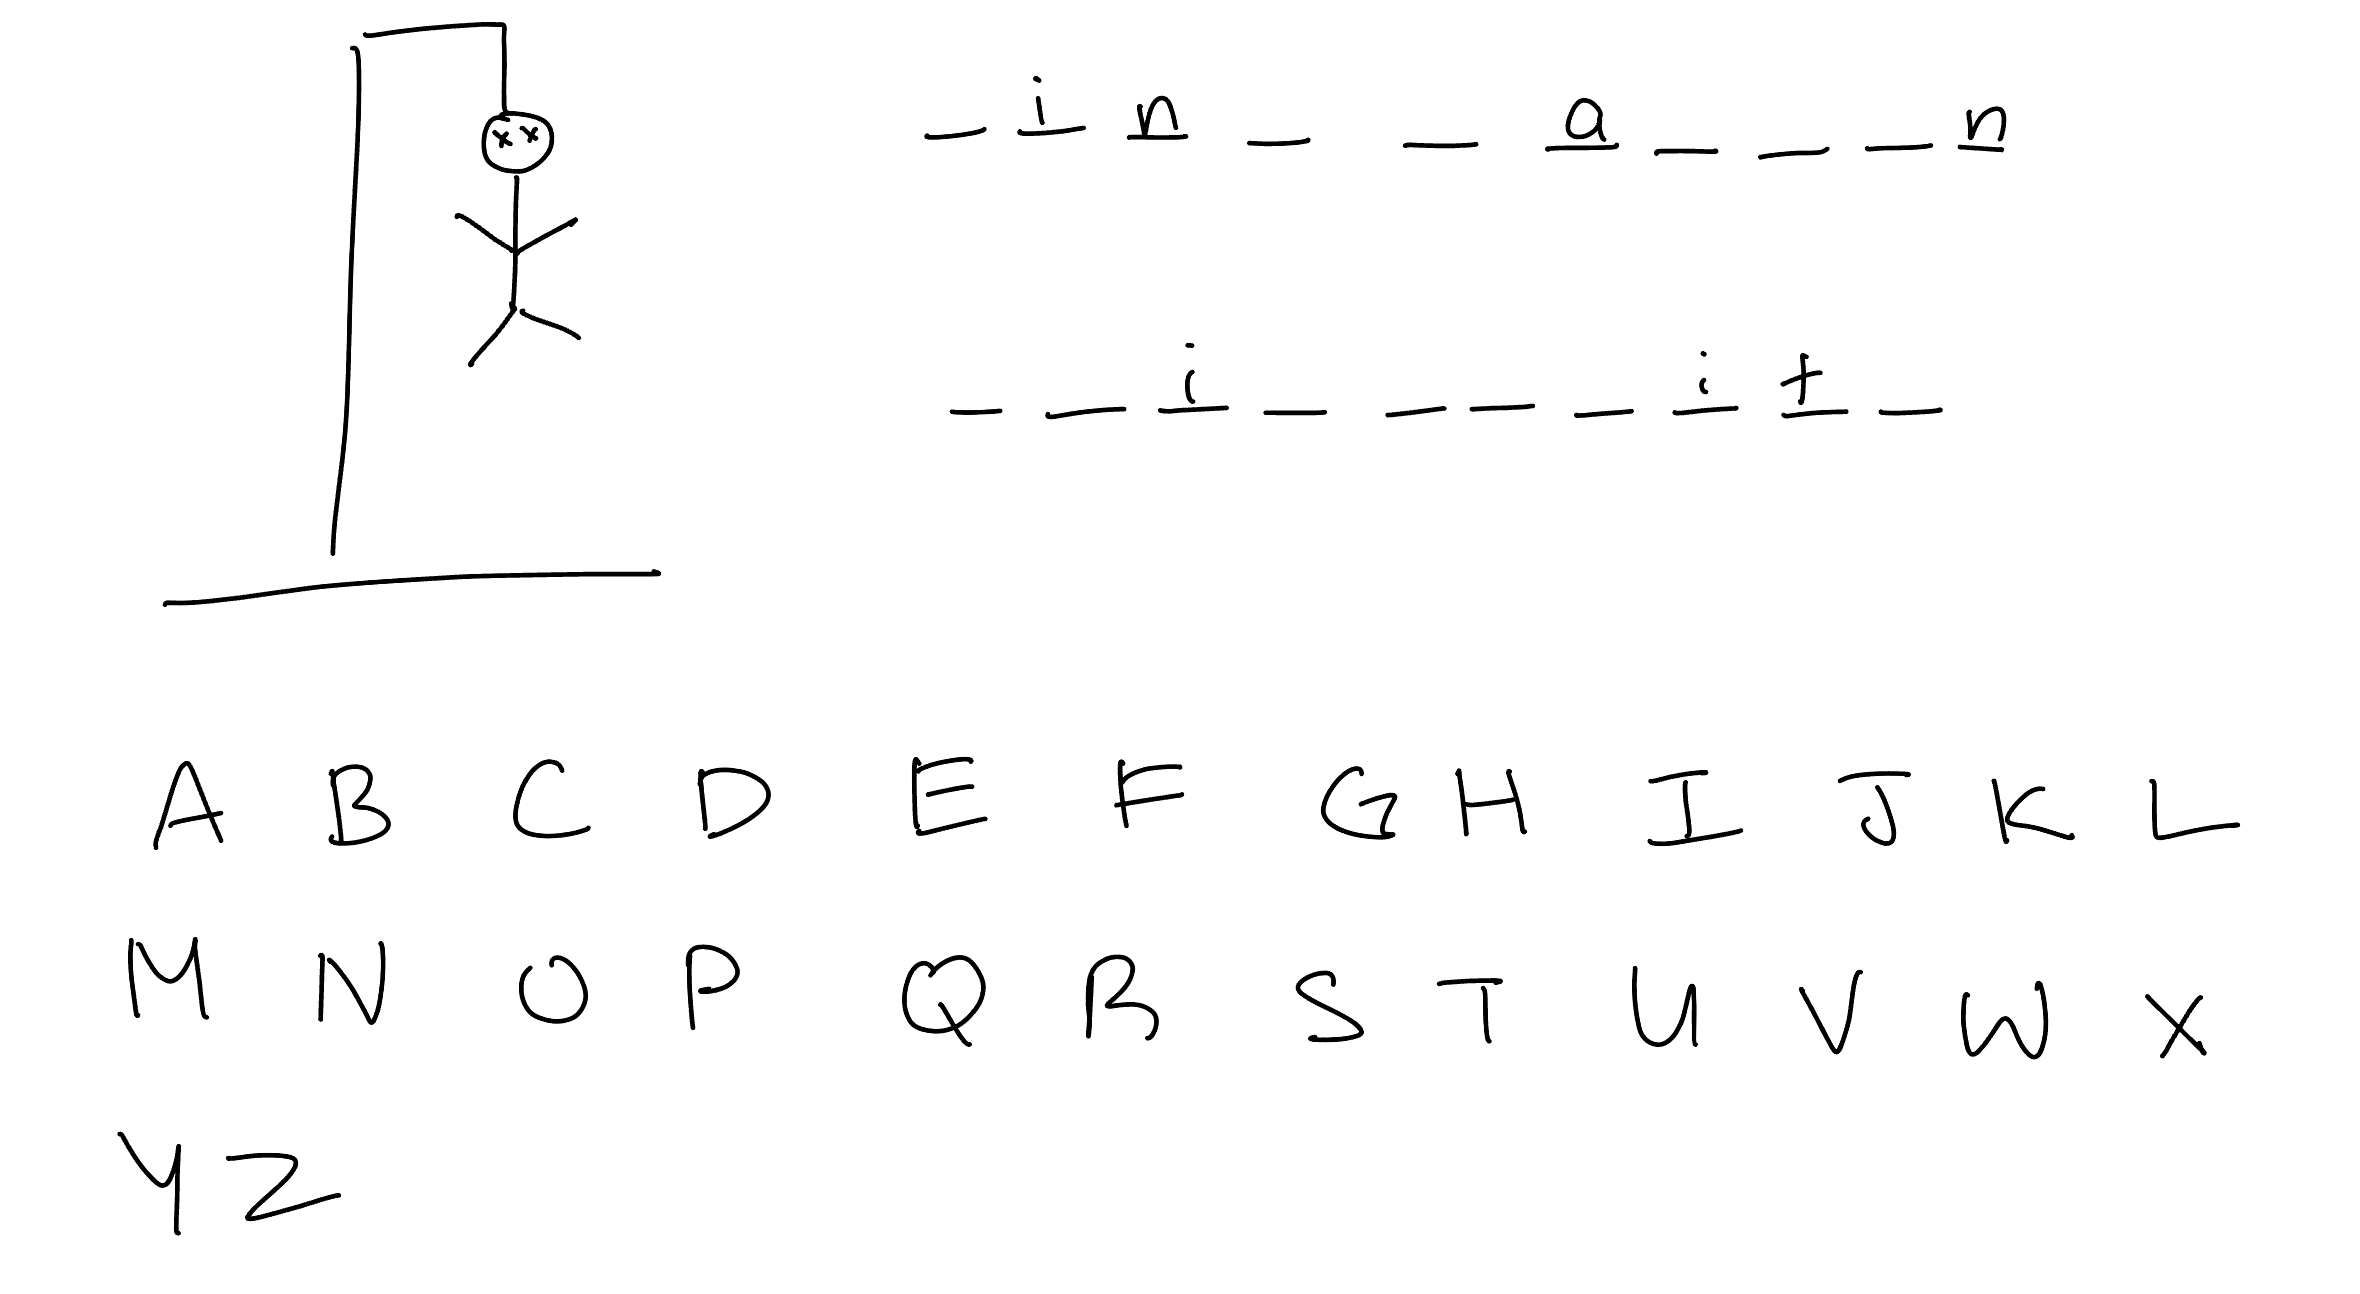 _ i n _ _ a _ _ _ n
_ _ i _ _ _ _ i t _
A B C D E F G H I J K L
M N O P Q R S T U V W X
Y Z